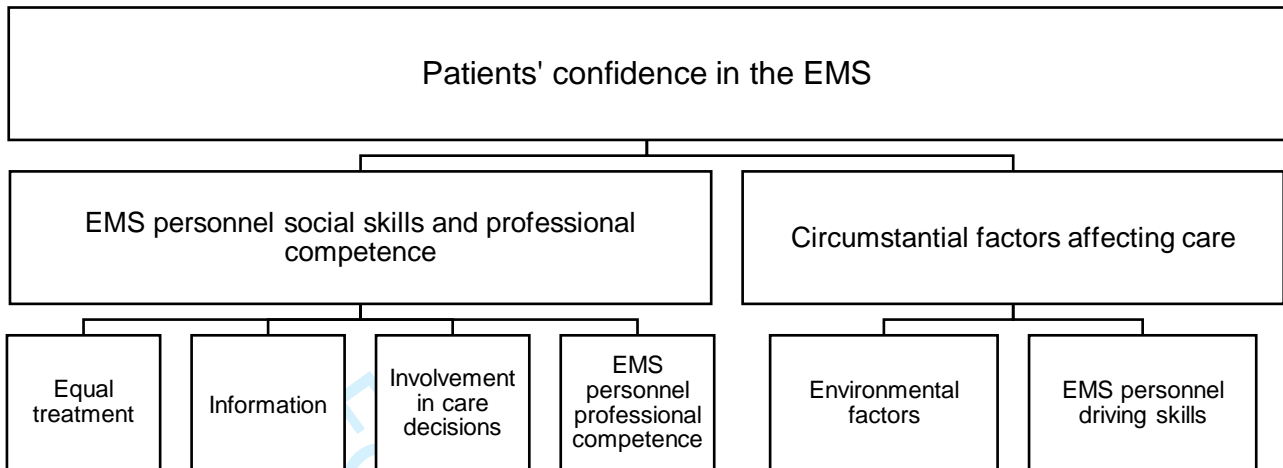 Patients' confidence in the EMS
EMS personnel social skills and professional
competence
Circumstantial factors affecting care
Equal
treatment
Information
Involvement
in care
decisions
EMS
personnel
professional
competence
Environmental
factors
EMS personnel
driving skills